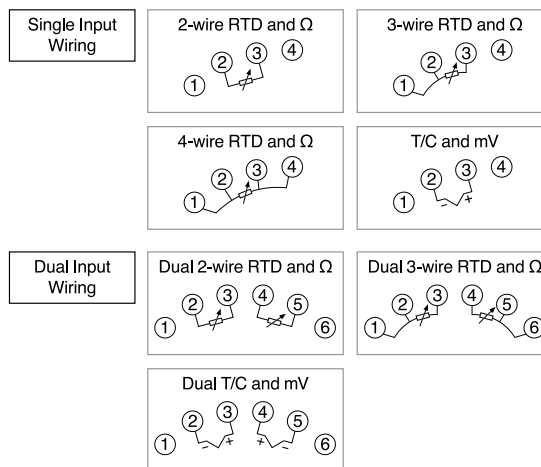 Single Input
Wiring
2-wire RTD and Ω
1 2 3 4
3-wire RTD and Ω
1 2 3 4
4-wire RTD and Ω
1 2 3 4
T/C and mV
1 2 3 4
− +
Dual Input
Wiring
Dual 2-wire RTD and Ω
1 2 3 4 5 6
Dual 3-wire RTD and Ω
1 2 3 4 5 6
Dual T/C and mV
1 2 3 4 5 6
− + + −